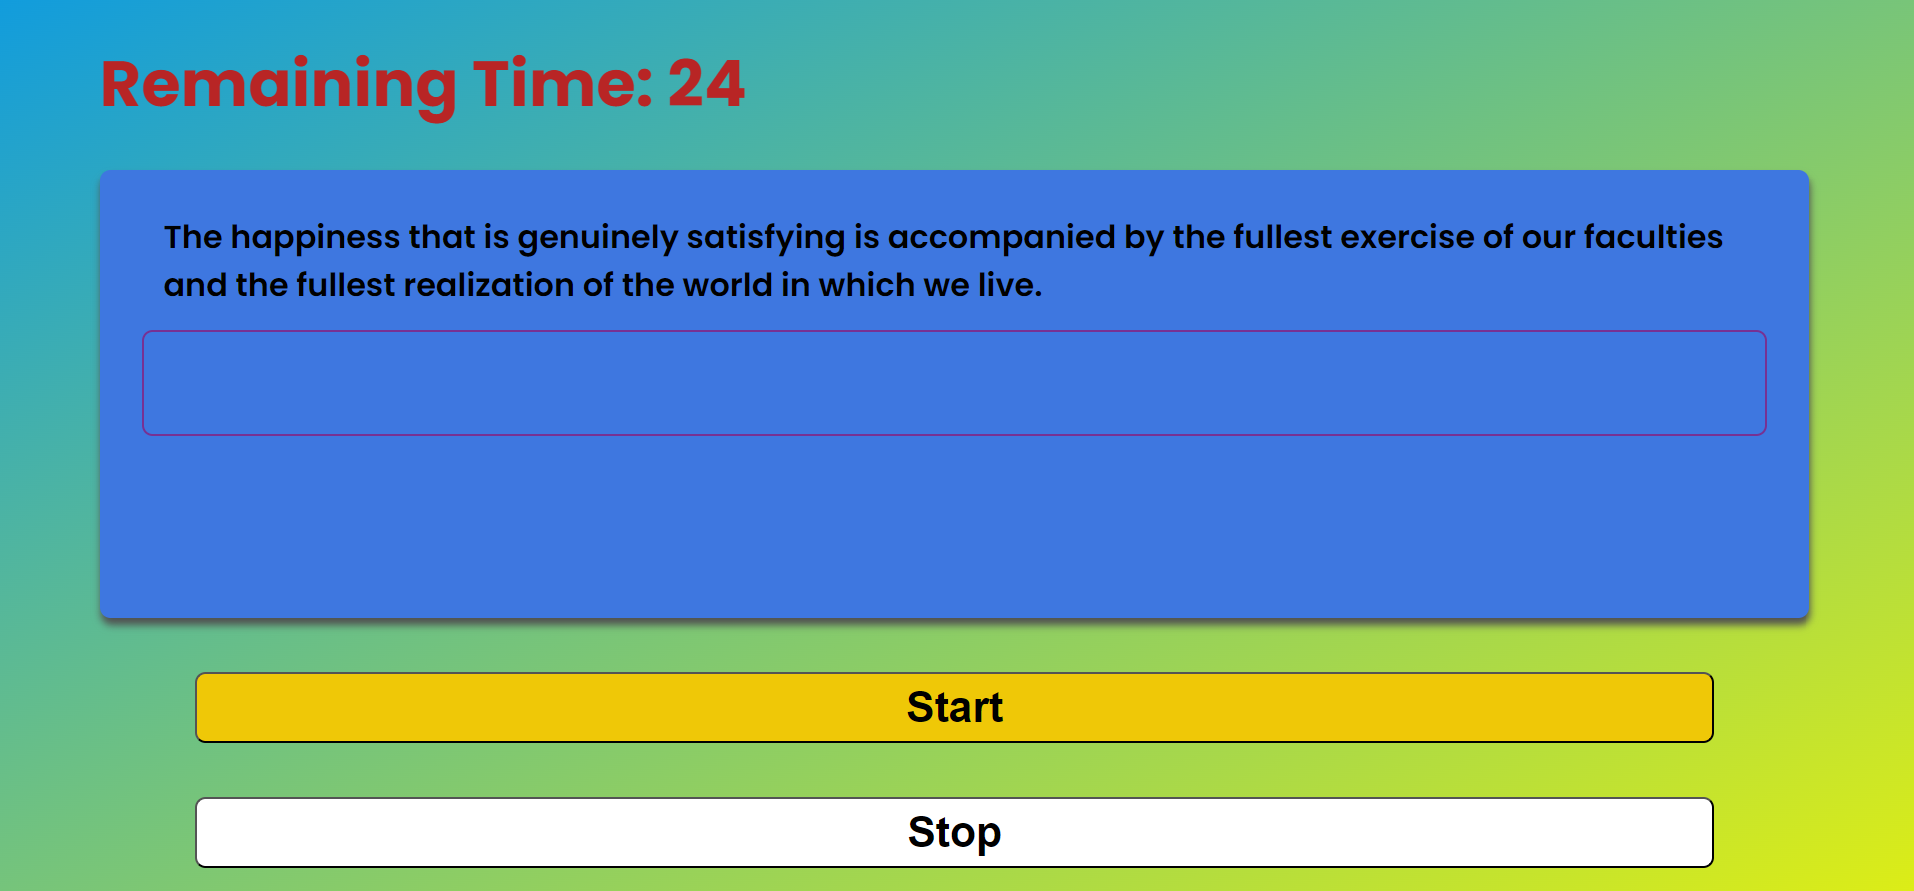 Remaining Time: 24
The happiness that is genuinely satisfying is accompanied by the fullest exercise of our faculties
and the fullest realization of the world in which we live.
Start
Stop